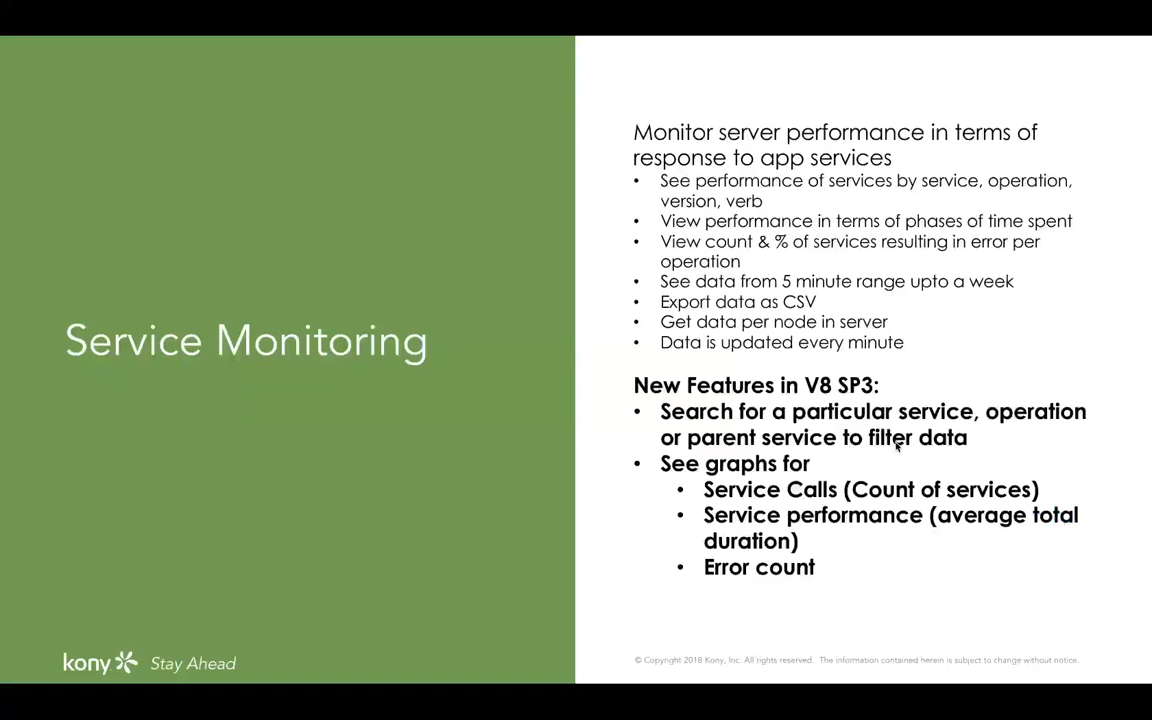 Service Monitoring
kony Stay Ahead
Monitor server performance in terms of
response to app services
• See performance of services by service, operation,
version, verb
• View performance in terms of phases of time spent
• View count & % of services resulting in error per
operation
• See data from 5 minute range upto a week
• Export data as CSV
• Get data per node in server
• Data is updated every minute
New Features in V8 SP3:
• Search for a particular service, operation
or parent service to filter data
• See graphs for
• Service Calls (Count of services)
• Service performance (average total
duration)
• Error count
© Copyright 2018 Kony, Inc. All rights reserved. The information contained herein is subject to change without notice.